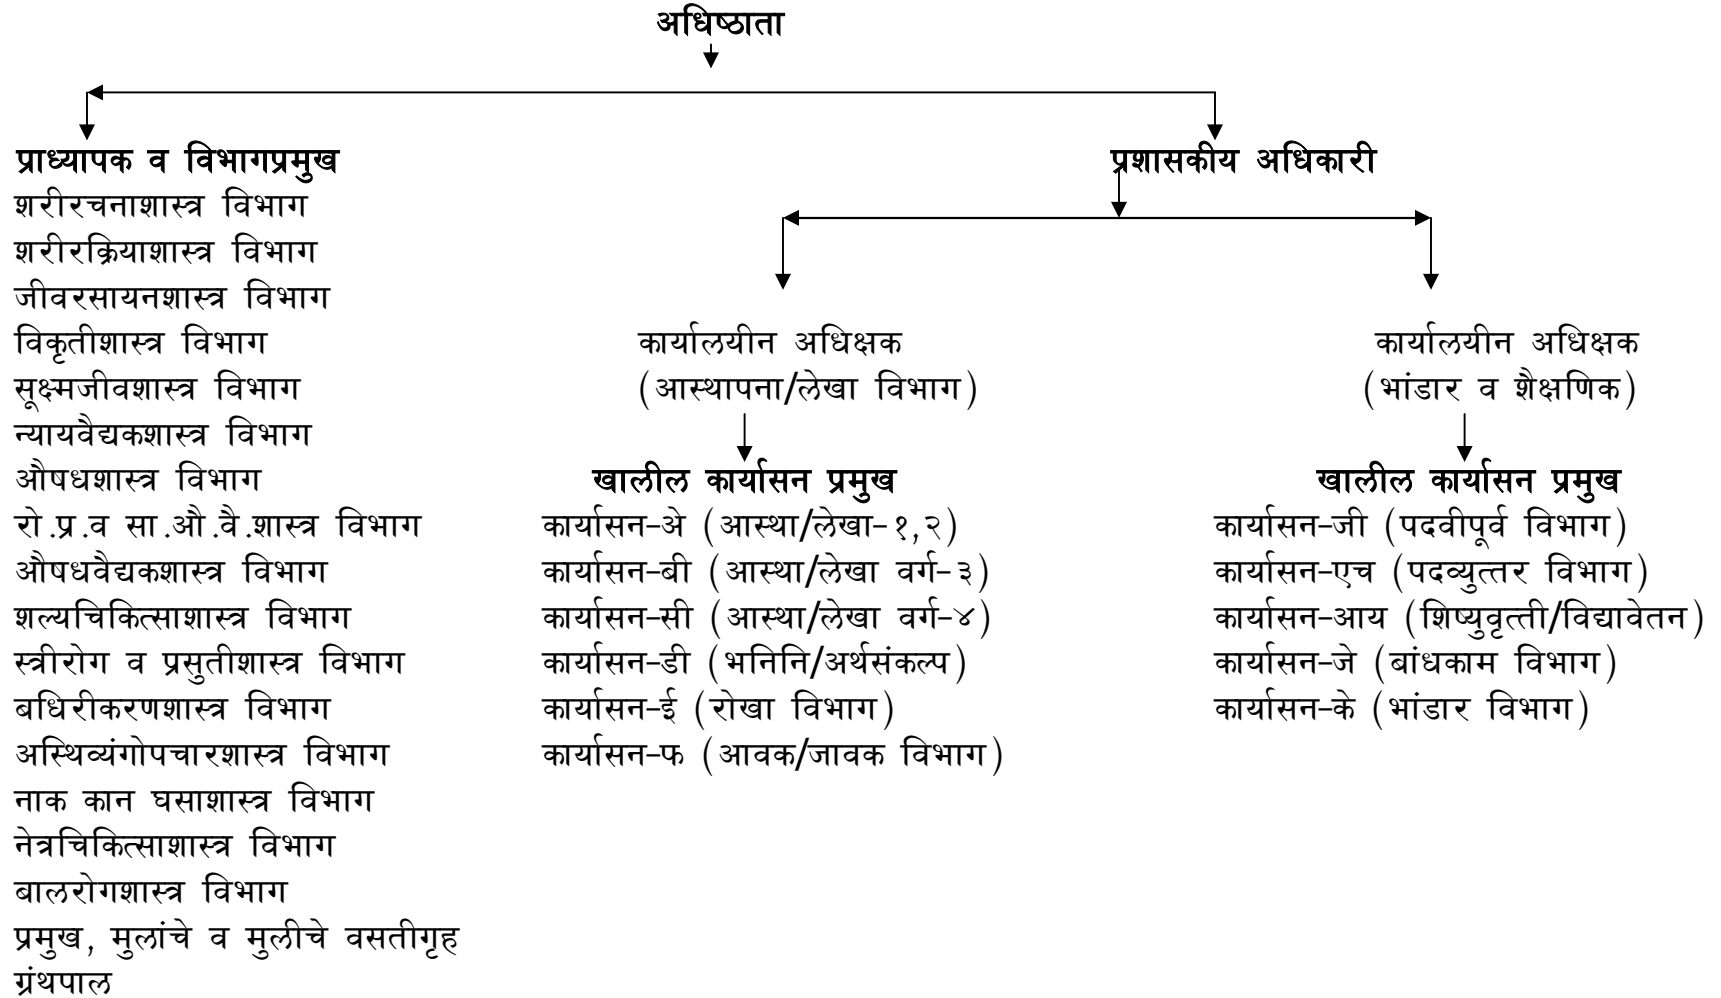 अधिष्ठाता
प्राध्यापक व विभागप्रमुख
शरीरचनाशास्त्र विभाग
शरीरक्रियाशास्त्र विभाग
जीवरसायनशास्त्र विभाग
विकृतीशास्त्र विभाग
सूक्ष्मजीवशास्त्र विभाग
न्यायवैद्यकशास्त्र विभाग
औषधशास्त्र विभाग
रो.प्र.व सा.औ.वै.शास्त्र विभाग
औषधवैद्यकशास्त्र विभाग
शल्यचिकित्साशास्त्र विभाग
स्त्रीरोग व प्रसुतीशास्त्र विभाग
बधिरीकरणशास्त्र विभाग
अस्थिव्यंगोपचारशास्त्र विभाग
नाक कान घसाशास्त्र विभाग
नेत्रचिकित्साशास्त्र विभाग
बालरोगशास्त्र विभाग
प्रमुख, मुलांचे व मुलीचे वसतीगृह
ग्रंथपाल
प्रशासकीय अधिकारी
कार्यालयीन अधिक्षक
(आस्थापना/लेखा विभाग)
खालील कार्यासन प्रमुख
कार्यासन-अे (आस्था/लेखा-१,२)
कार्यासन-बी (आस्था/लेखा वर्ग-३)
कार्यासन-सी (आस्था/लेखा वर्ग-४)
कार्यासन-डी (भनिनि/अर्थसंकल्प)
कार्यासन-ई (रोखा विभाग)
कार्यासन-फ (आवक/जावक विभाग)
कार्यालयीन अधिक्षक
(भांडार व शैक्षणिक)
खालील कार्यासन प्रमुख
कार्यासन-जी (पदवीपूर्व विभाग)
कार्यासन-एच (पदव्युत्तर विभाग)
कार्यासन-आय (शिष्युवृत्ती/विद्यावेतन)
कार्यासन-जे (बांधकाम विभाग)
कार्यासन-के (भांडार विभाग)